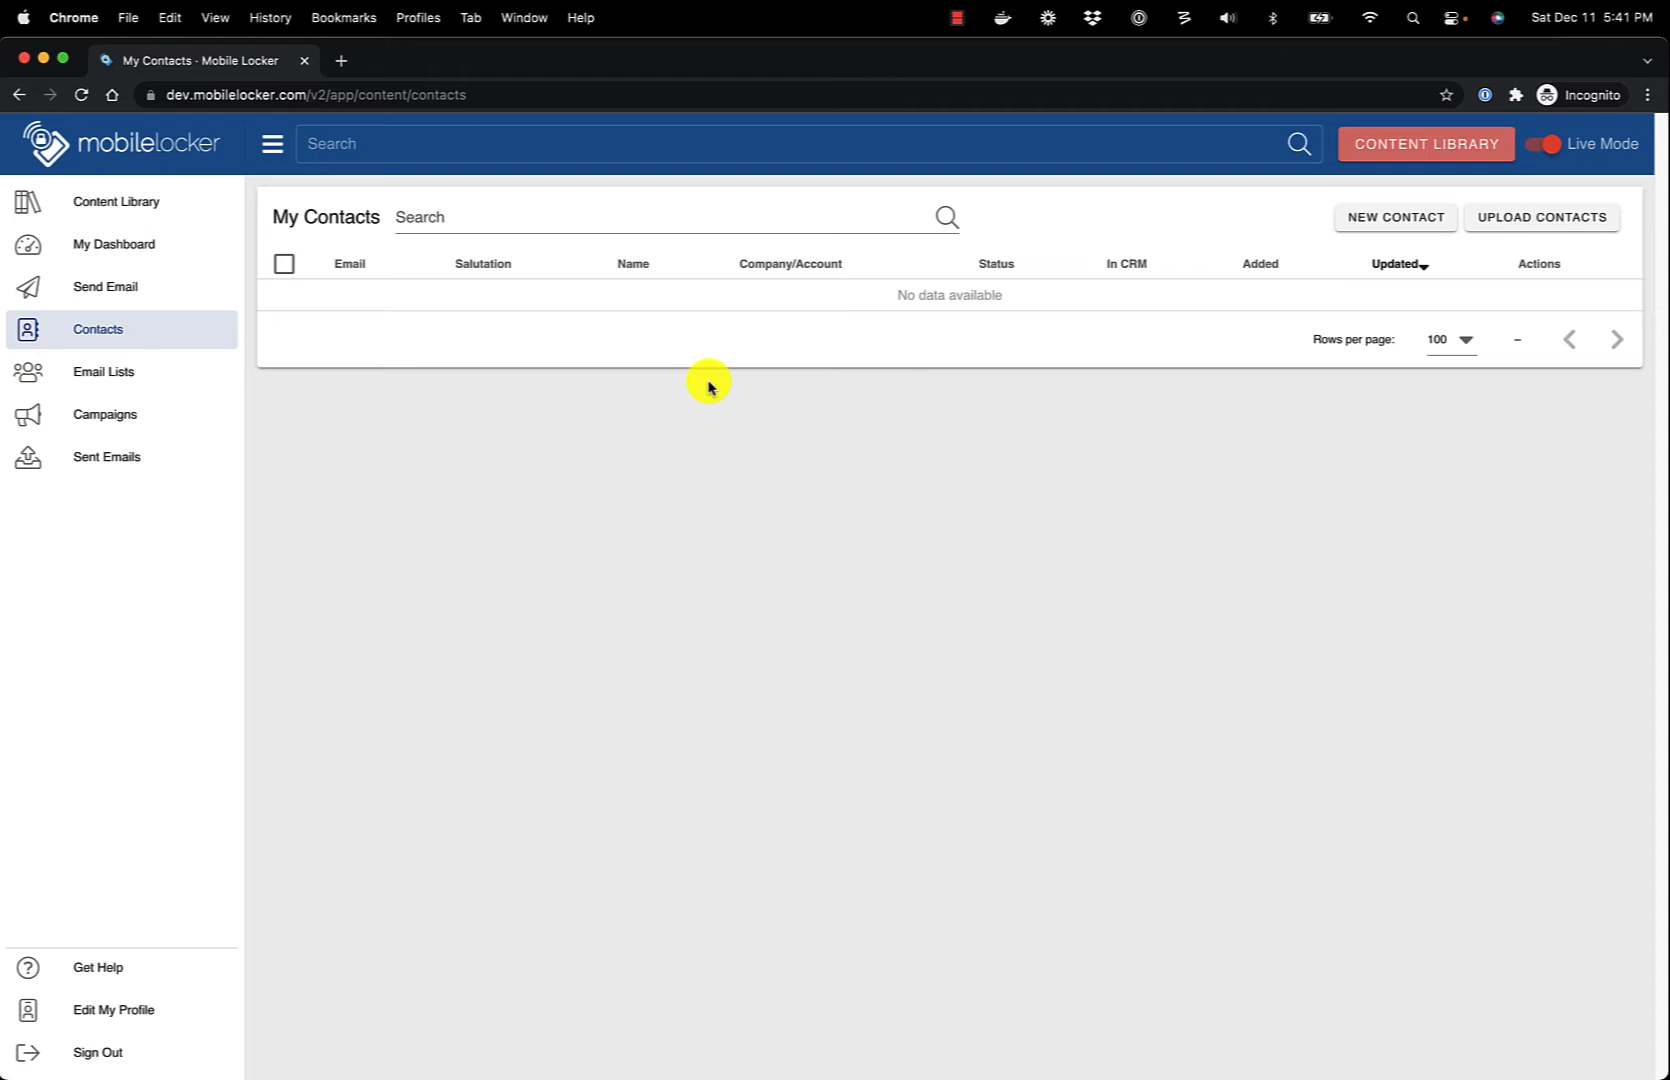 Chrome File Edit View History Bookmarks Profiles Tab Window Help Sat Dec 11 5:41 PM
My Contacts - Mobile Locker
dev.mobilelocker.com/v2/app/content/contacts Incognito
mobilelocker Search CONTENT LIBRARY Live Mode
Content Library
My Dashboard
Send Email
Contacts
Email Lists
Campaigns
Sent Emails
My Contacts Search NEW CONTACT UPLOAD CONTACTS
Email Salutation Name Company/Account Status In CRM Added Updated Actions
No data available
Rows per page: 100 –
Get Help
Edit My Profile
Sign Out